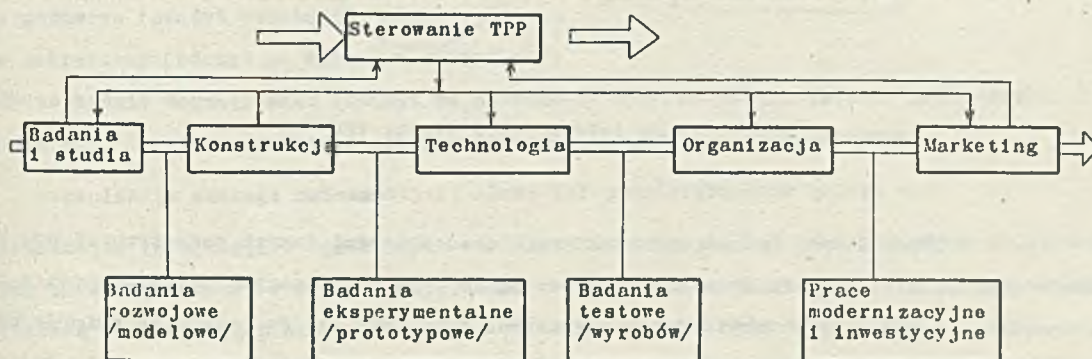 Sterowanie TPP
Badania
i studia
Konstrukcja
Technologia
Organizacja
Marketing
Badania
rozwojowe
/modelowe/
Badania
eksperymentalne
/prototypowe/
Badania
testowe
/wyrobów/
Prace
modernizacyjne
i inwestycyjne